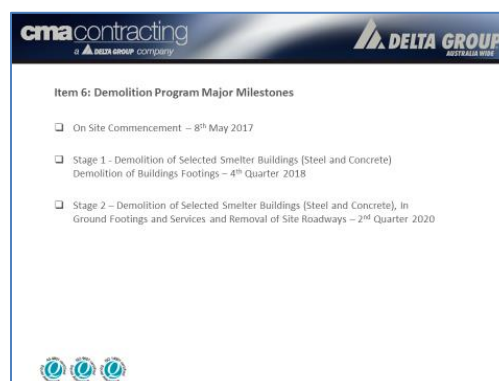 cmacontracting
a DELTA GROUP company
DELTA GROUP
AUSTRALIA WIDE
Item 6: Demolition Program Major Milestones
On Site Commencement – 8th May 2017
Stage 1 - Demolition of Selected Smelter Buildings (Steel and Concrete)
Demolition of Buildings Footings – 4th Quarter 2018
Stage 2 – Demolition of Selected Smelter Buildings (Steel and Concrete), In
Ground Footings and Services and Removal of Site Roadways – 2nd Quarter 2020